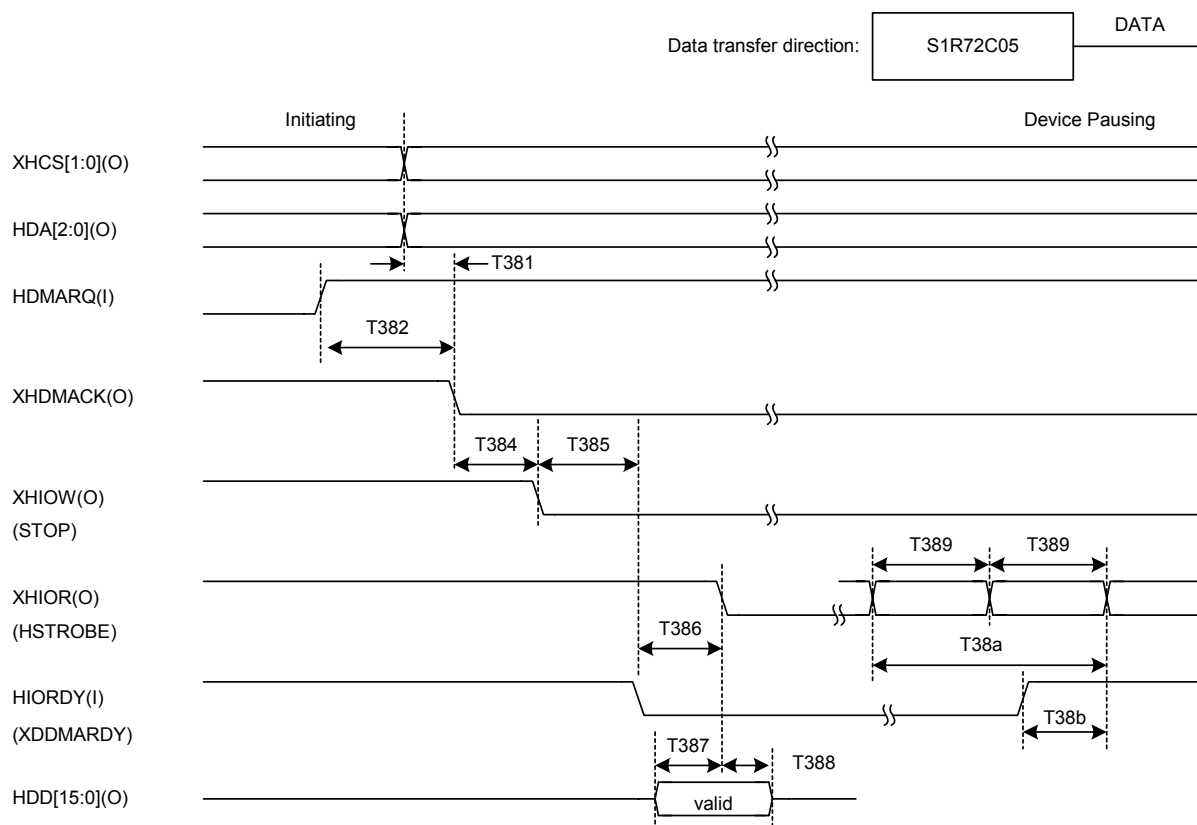 DATA
Data transfer direction: S1R72C05
Initiating Device Pausing
XHCS[1:0](O)
HDA[2:0](O)
T381
HDMARQ(I)
T382
XHDMACK(O)
T384 T385
XHIOW(O)
(STOP)
T389 T389
XHIOR(O)
(HSTROBE)
T386
T38a
HIORDY(I)
(XDDMARDY)
T38b
T387 T388
HDD[15:0](O)
valid